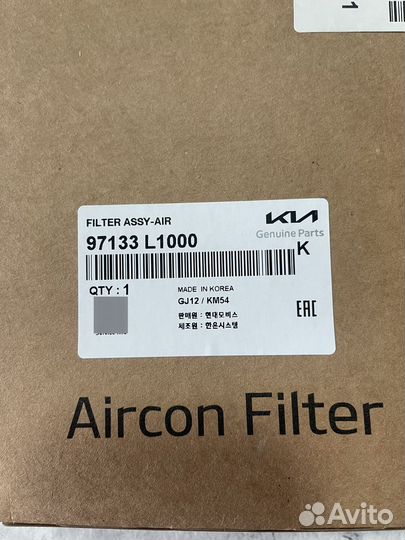 1
FILTER ASSY-AIR
97133 L1000
KIA
Genuine Parts
K
QTY : 1
MADE IN KOREA
GJ12 / KM54
판매원 : 현대모비스
제조원 : 한온시스템
EAC
Aircon Filter
Avito